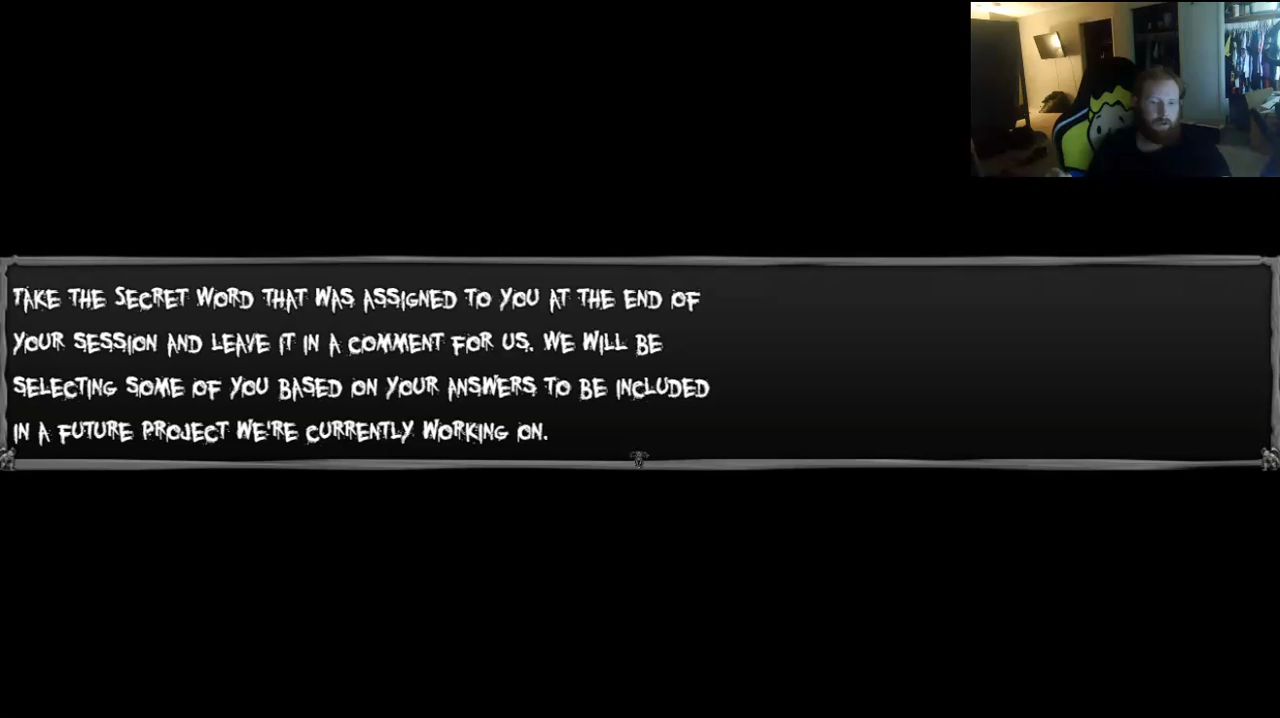 TAKE THE SECRET WORD THAT WAS ASSIGNED TO YOU AT THE END OF
YOUR SESSION AND LEAVE IT IN A COMMENT FOR US. WE WILL BE
SELECTING SOME OF YOU BASED ON YOUR ANSWERS TO BE INCLUDED
IN A FUTURE PROJECT WE'RE CURRENTLY WORKING ON.